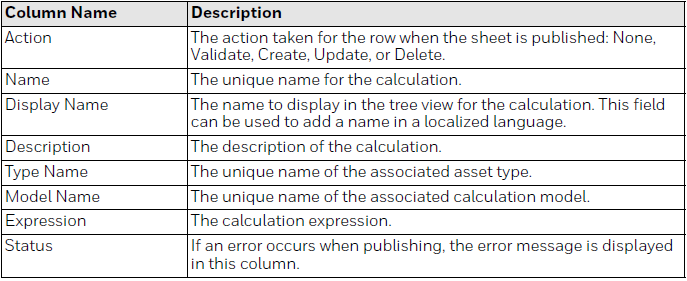 Column Name Description
Action The action taken for the row when the sheet is published: None,
Validate, Create, Update, or Delete.
Name The unique name for the calculation.
Display Name The name to display in the tree view for the calculation. This field
can be used to add a name in a localized language.
Description The description of the calculation.
Type Name The unique name of the associated asset type.
Model Name The unique name of the associated calculation model.
Expression The calculation expression.
Status If an error occurs when publishing, the error message is displayed
in this column.